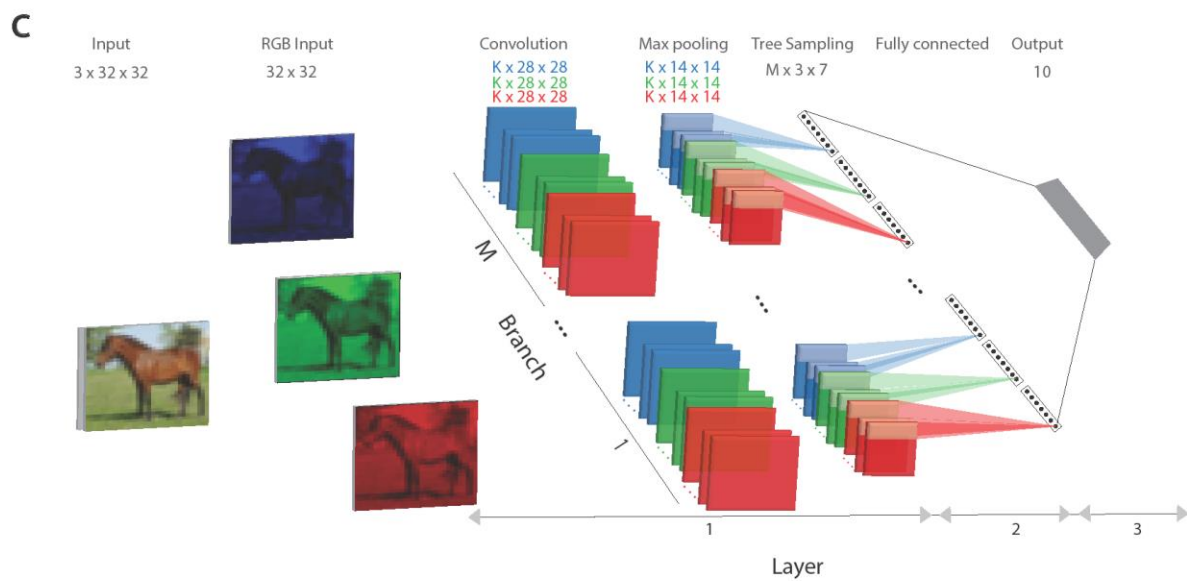 C
Input
3 x 32 x 32
RGB Input
32 x 32
Convolution
K x 28 x 28
K x 28 x 28
K x 28 x 28
Max pooling
K x 14 x 14
K x 14 x 14
K x 14 x 14
Tree Sampling
M x 3 x 7
Fully connected
Output
10
M
Branch
1
1
2
3
Layer